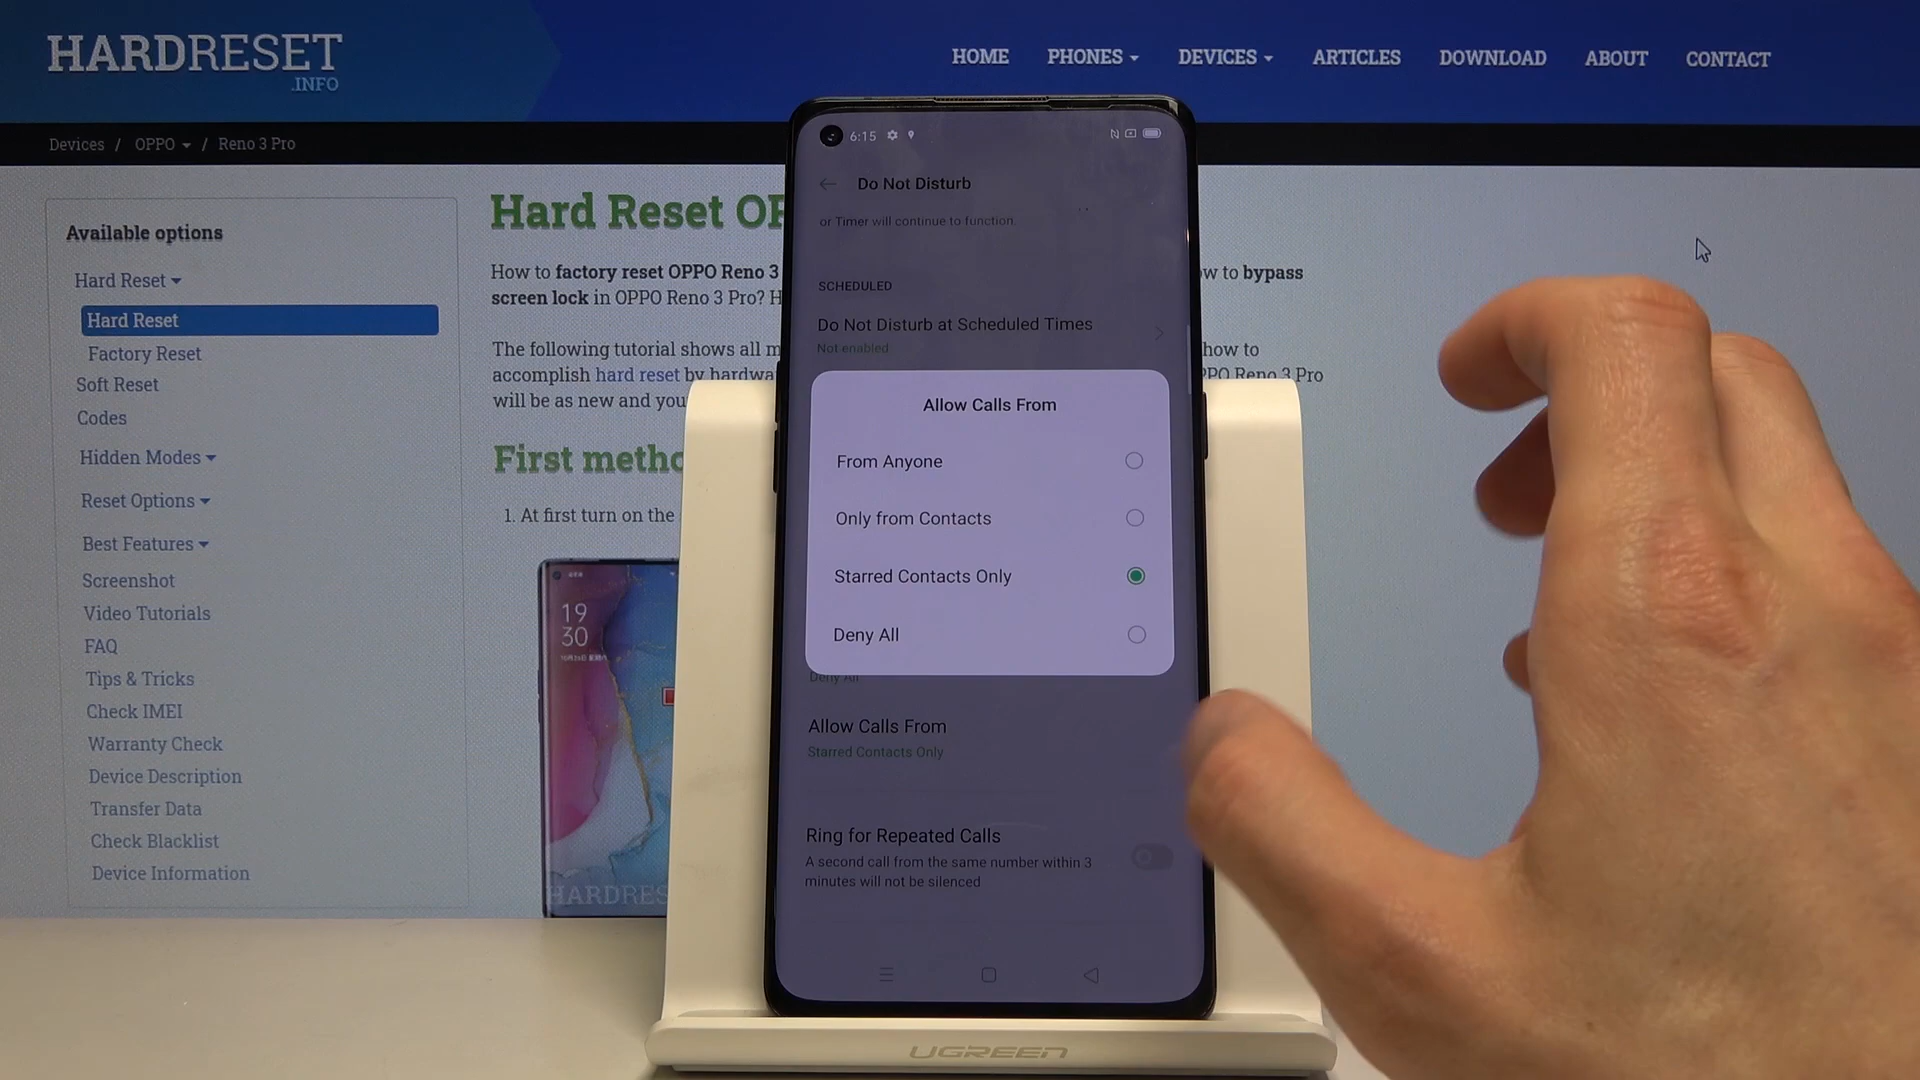 HARDRESET
.INFO
HOME PHONES DEVICES ARTICLES DOWNLOAD ABOUT CONTACT
Devices / OPPO / Reno 3 Pro
Available options
Hard Reset
Hard Reset
Factory Reset
Soft Reset
Codes
Hidden Modes
Reset Options
Best Features
Screenshot
Video Tutorials
FAQ
Tips & Tricks
Check IMEI
Warranty Check
Device Description
Transfer Data
Check Blacklist
Device Information
Hard Reset OP
How to factory reset OPPO Reno 3 ow to bypass
screen lock in OPPO Reno 3 Pro? H
The following tutorial shows all m how to
accomplish hard reset by hardwa PPO Reno 3 Pro
will be as new and you
First metho
1. At first turn on the
19
30
HARDRES
6:15
Do Not Disturb
or Timer will continue to function.
SCHEDULED
Do Not Disturb at Scheduled Times
Not enabled
Allow Calls From
From Anyone
Only from Contacts
Starred Contacts Only
Deny All
Deny All
Allow Calls From
Starred Contacts Only
Ring for Repeated Calls
A second call from the same number within 3
minutes will not be silenced
UGREEN